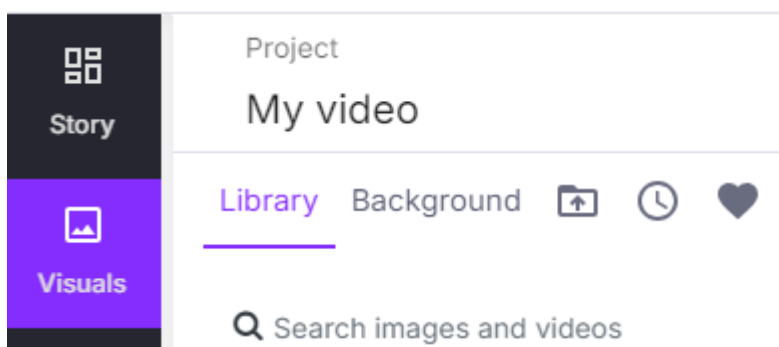 Project
My video
Story
Library Background
Visuals
Search images and videos